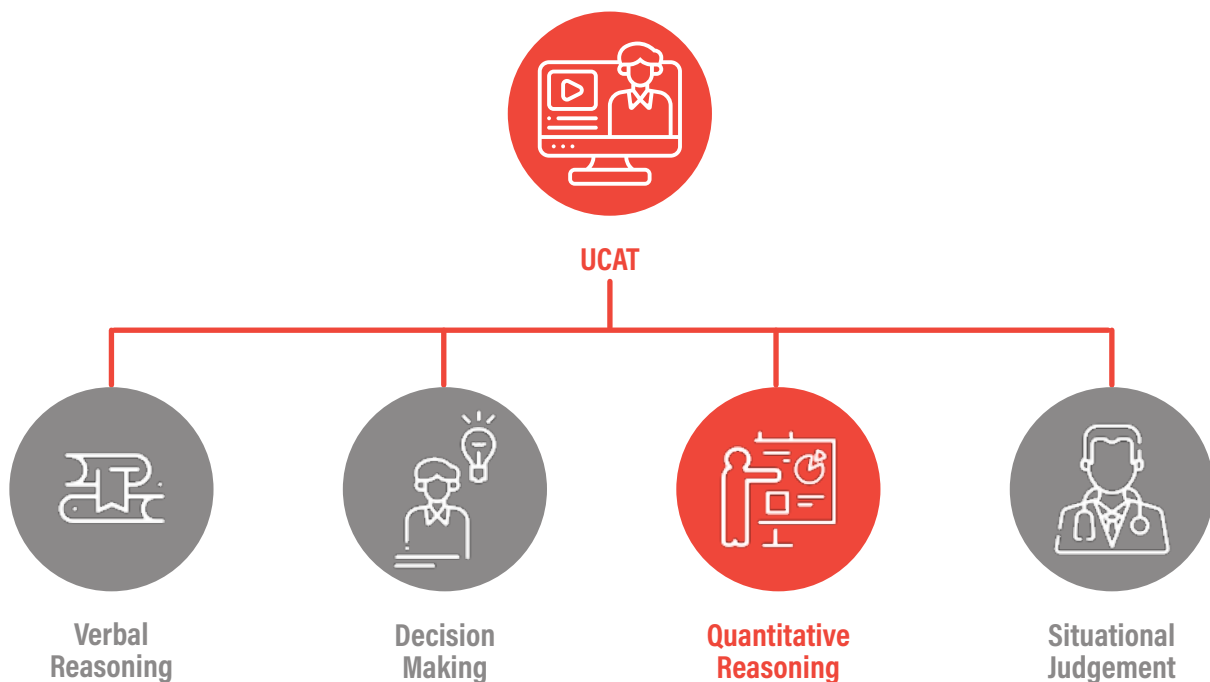 UCAT
Verbal
Reasoning
Decision
Making
Quantitative
Reasoning
Situational
Judgement